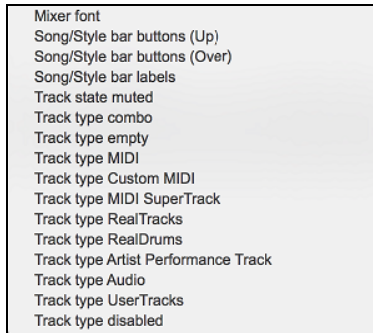 Mixer font
Song/Style bar buttons (Up)
Song/Style bar buttons (Over)
Song/Style bar labels
Track state muted
Track type combo
Track type empty
Track type MIDI
Track type Custom MIDI
Track type MIDI SuperTrack
Track type RealTracks
Track type RealDrums
Track type Artist Performance Track
Track type Audio
Track type UserTracks
Track type disabled